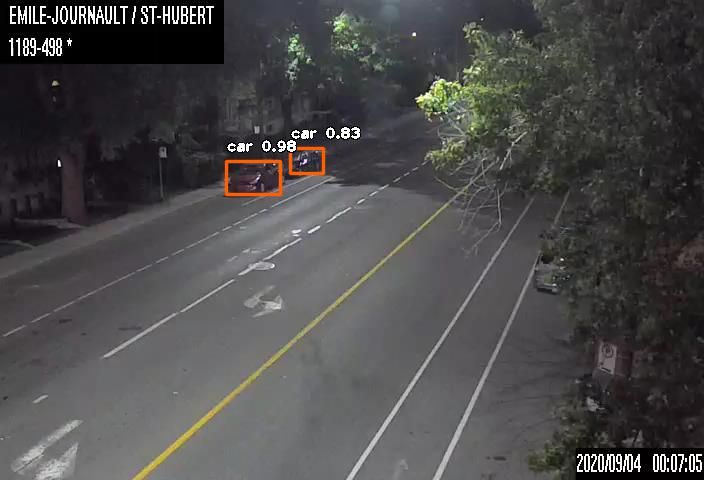 EMILE-JOURNAULT / ST-HUBERT
1189-498 *
car 0.98
car 0.83
2020/09/04 00:07:05